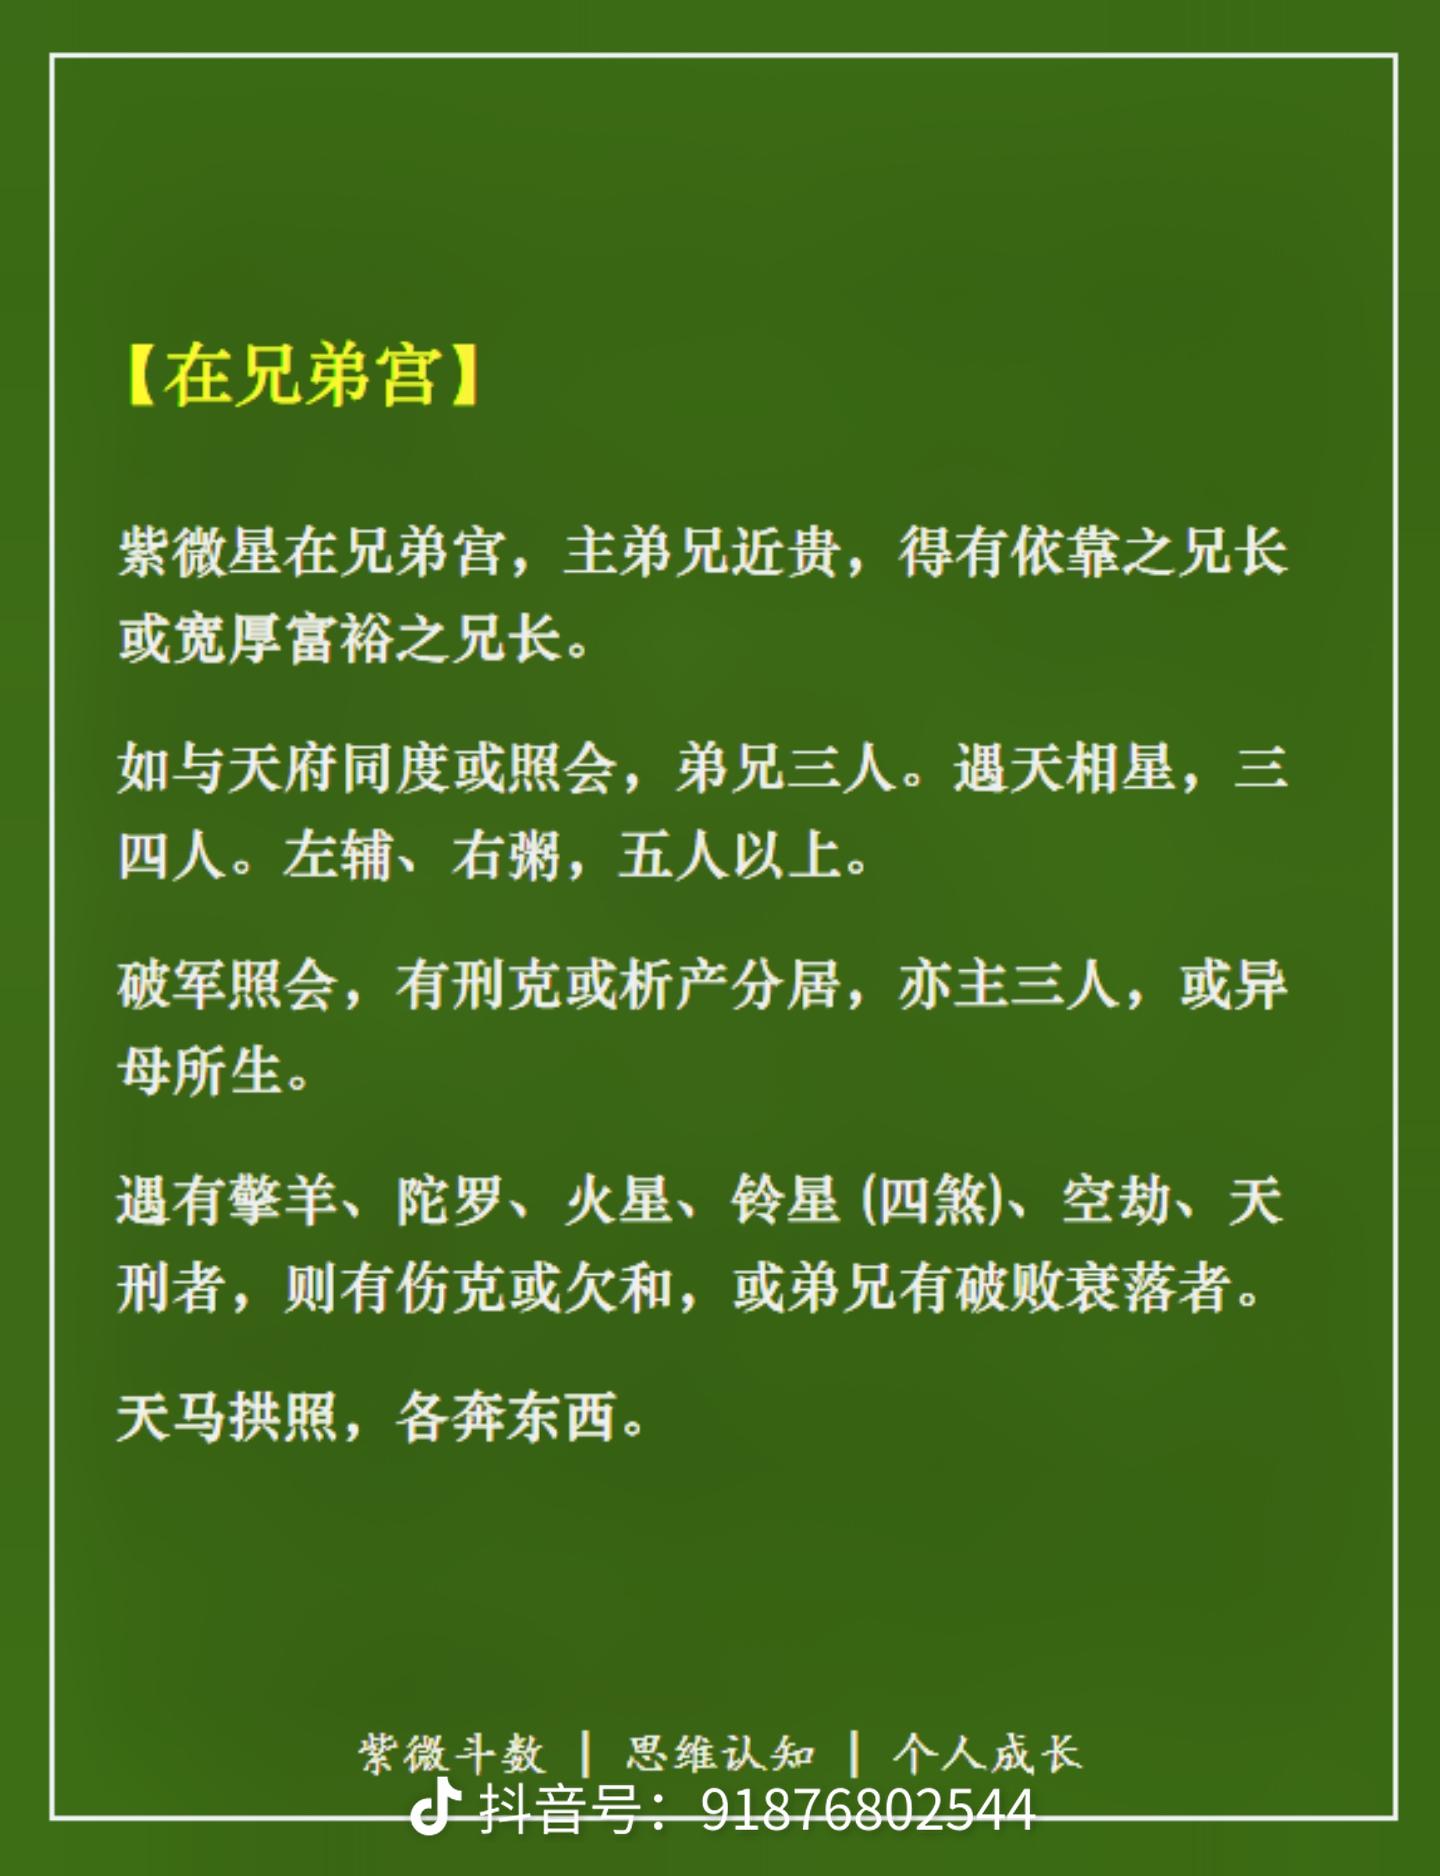 【在兄弟宫】
紫微星在兄弟宫，主弟兄近贵，得有依靠之兄长
或宽厚富裕之兄长。
如与天府同度或照会，弟兄三人。遇天相星，三
四人。左辅、右粥，五人以上。
破军照会，有刑克或析产分居，亦主三人，或异
母所生。
遇有擎羊、陀罗、火星、铃星 (四煞)、空劫、天
刑者，则有伤克或欠和，或弟兄有破败衰落者。
天马拱照，各奔东西。
紫微斗数 | 思维认知 | 个人成长
抖音号：91876802544